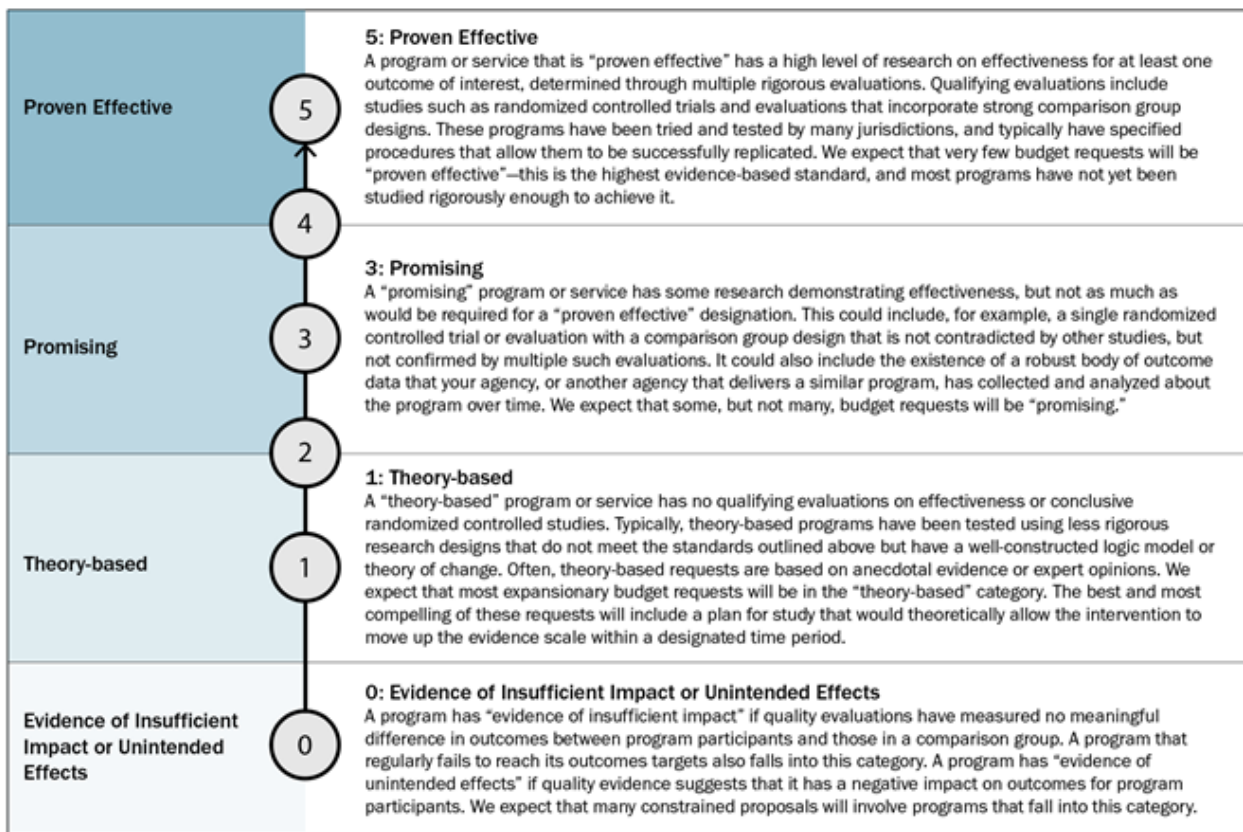 Proven Effective
5
5: Proven Effective
A program or service that is “proven effective” has a high level of research on effectiveness for at least one
outcome of interest, determined through multiple rigorous evaluations. Qualifying evaluations include
studies such as randomized controlled trials and evaluations that incorporate strong comparison group
designs. These programs have been tried and tested by many jurisdictions, and typically have specified
procedures that allow them to be successfully replicated. We expect that very few budget requests will be
“proven effective”—this is the highest evidence-based standard, and most programs have not yet been
studied rigorously enough to achieve it.
4
Promising
3
3: Promising
A “promising” program or service has some research demonstrating effectiveness, but not as much as
would be required for a “proven effective” designation. This could include, for example, a single randomized
controlled trial or evaluation with a comparison group design that is not contradicted by other studies, but
not confirmed by multiple such evaluations. It could also include the existence of a robust body of outcome
data that your agency, or another agency that delivers a similar program, has collected and analyzed about
the program over time. We expect that some, but not many, budget requests will be “promising.”
2
Theory-based
1
1: Theory-based
A “theory-based” program or service has no qualifying evaluations on effectiveness or conclusive
randomized controlled studies. Typically, theory-based programs have been tested using less rigorous
research designs that do not meet the standards outlined above but have a well-constructed logic model or
theory of change. Often, theory-based requests are based on anecdotal evidence or expert opinions. We
expect that most expansionary budget requests will be in the “theory-based” category. The best and most
compelling of these requests will include a plan for study that would theoretically allow the intervention to
move up the evidence scale within a designated time period.
Evidence of Insufficient
Impact or Unintended
Effects
0
0: Evidence of Insufficient Impact or Unintended Effects
A program has “evidence of insufficient impact” if quality evaluations have measured no meaningful
difference in outcomes between program participants and those in a comparison group. A program that
regularly fails to reach its outcomes targets also falls into this category. A program has “evidence of
unintended effects” if quality evidence suggests that it has a negative impact on outcomes for program
participants. We expect that many constrained proposals will involve programs that fall into this category.